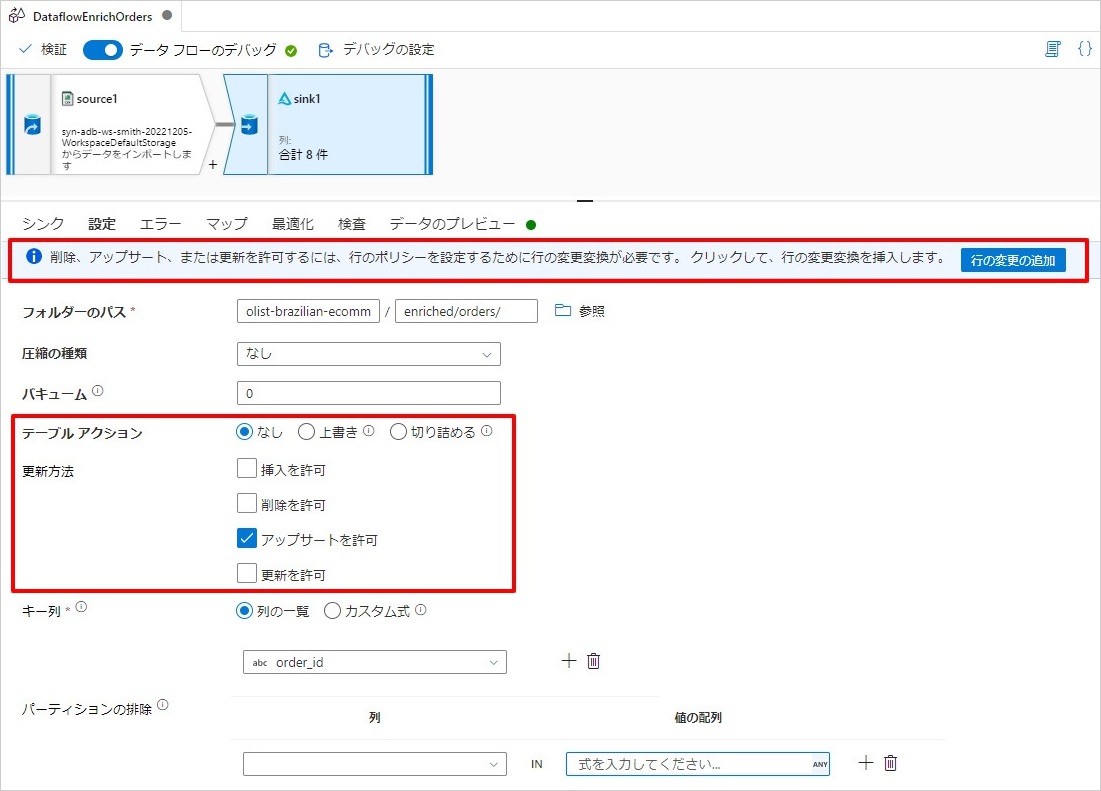 DataflowEnrichOrders
検証 データ フローのデバッグ デバッグの設定 {}
source1
syn-adb-ws-smith-20221205-
WorkspaceDefaultStorage
からデータをインポートしま
す
+
sink1
列:
合計 8 件
シンク 設定 エラー マップ 最適化 検査 データのプレビュー
削除、アップサート、または更新を許可するには、行のポリシーを設定するために行の変更変換が必要です。 クリックして、行の変更変換を挿入します。 行の変更の追加
フォルダーのパス * olist-brazilian-ecomm / enriched/orders/ 参照
圧縮の種類 なし
バキューム 0
テーブル アクション なし 上書き 切り詰める
更新方法 挿入を許可
削除を許可
アップサートを許可
更新を許可
キー列 * 列の一覧 カスタム式
abc order_id
パーティションの排除
列 値の配列
IN 式を入力してください... ANY